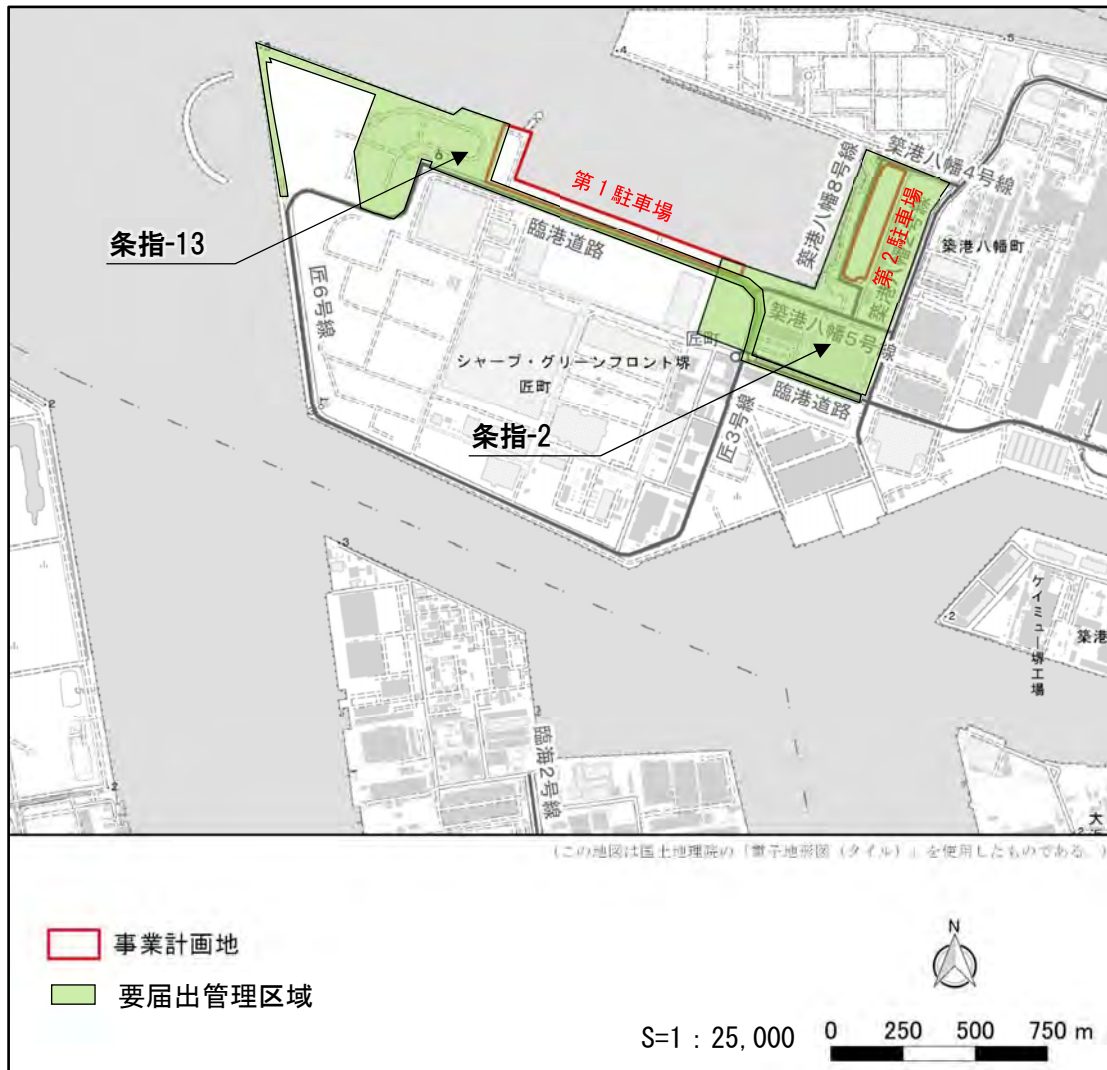 築港八幡4号線
築港八幡8号線
第1駐車場
第2駐車場
築港八幡町
条指-13
臨港道路
匠6号線
築港八幡5号
線
匠町
シャープ・グリーンフロント堺
匠町
臨港道路
条指-2
匠3号線
ケイミュー堺工場
築港
臨海2号線
大
(この地図は国土地理院の「電子地形図(タイル)」を使用したものである。)
事業計画地
要届出管理区域
N
S=1:25,000
0 250 500 750 m